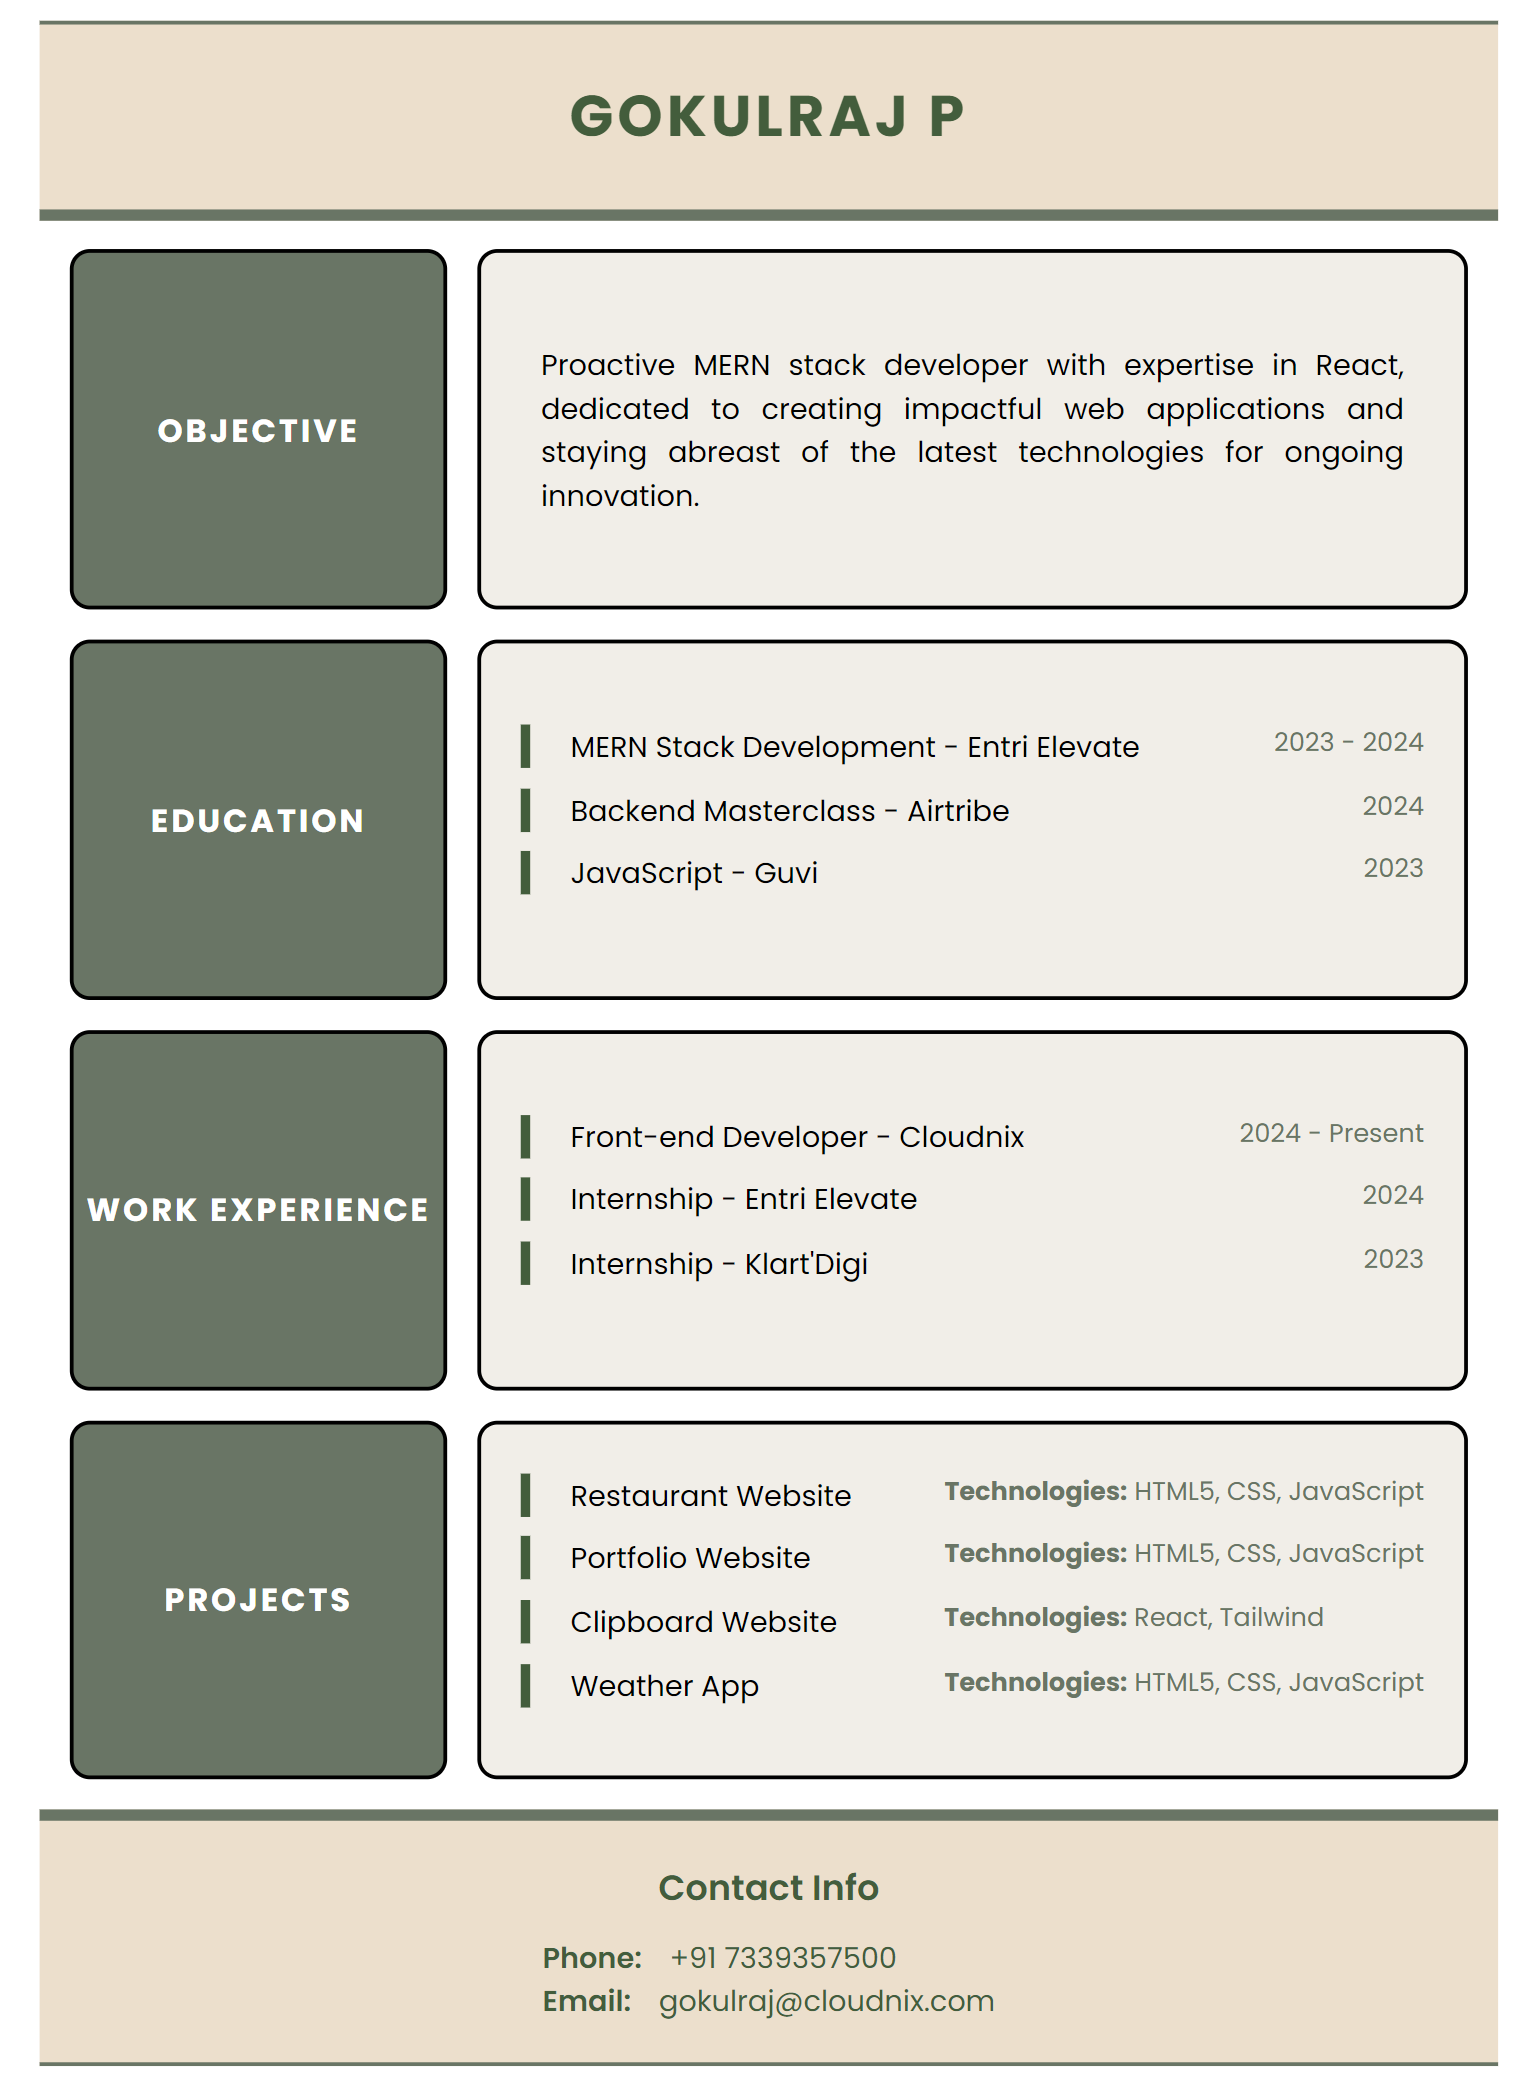 GOKULRAJ P
OBJECTIVE
Proactive MERN stack developer with expertise in React,
dedicated to creating impactful web applications and
staying abreast of the latest technologies for ongoing
innovation.
EDUCATION
MERN Stack Development - Entri Elevate 2023 - 2024
Backend Masterclass - Airtribe 2024
JavaScript - Guvi 2023
WORK EXPERIENCE
Front-end Developer - Cloudnix 2024 - Present
Internship - Entri Elevate 2024
Internship - Klart'Digi 2023
PROJECTS
Restaurant Website Technologies: HTML5, CSS, JavaScript
Portfolio Website Technologies: HTML5, CSS, JavaScript
Clipboard Website Technologies: React, Tailwind
Weather App Technologies: HTML5, CSS, JavaScript
Contact Info
Phone: +91 7339357500
Email: gokulraj@cloudnix.com